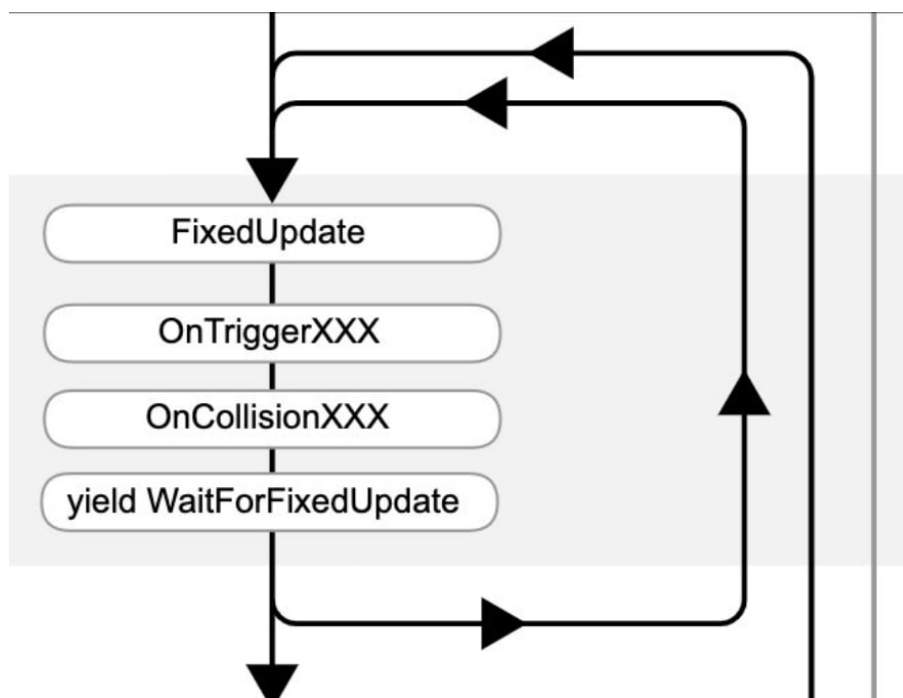 FixedUpdate
OnTriggerXXX
OnCollisionXXX
yield WaitForFixedUpdate